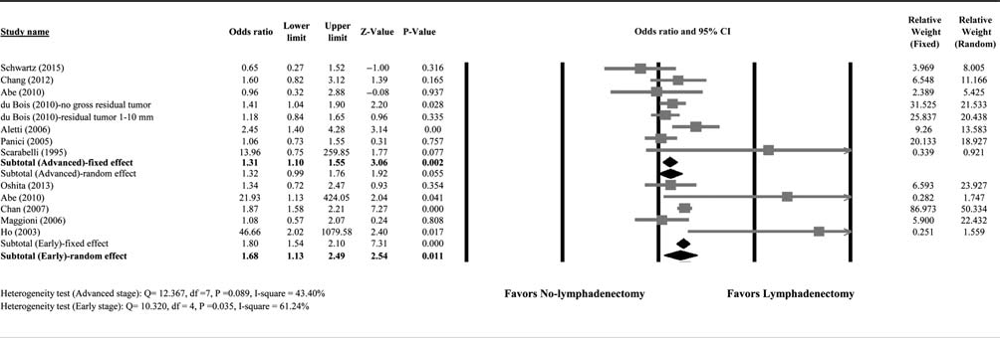 Study name Odds ratio Lower limit Upper limit Z-Value P-Value Odds ratio and 95% CI Relative Weight (Fixed) Relative Weight (Random)
Schwartz (2015) 0.65 0.27 1.52 −1.00 0.316 3.969 8.005
Chang (2012) 1.60 0.82 3.12 1.39 0.165 6.548 11.166
Abe (2010) 0.96 0.32 2.88 −0.08 0.937 2.389 5.425
du Bois (2010)-no gross residual tumor 1.41 1.04 1.90 2.20 0.028 31.525 21.533
du Bois (2010)-residual tumor 1-10 mm 1.18 0.84 1.65 0.96 0.335 25.837 20.438
Aletti (2006) 2.45 1.40 4.28 3.14 0.00 9.26 13.583
Panici (2005) 1.06 0.73 1.55 0.31 0.757 20.133 18.927
Scarabelli (1995) 13.96 0.75 259.85 1.77 0.077 0.339 0.921
Subtotal (Advanced)-fixed effect 1.31 1.10 1.55 3.06 0.002
Subtotal (Advanced)-random effect 1.32 0.99 1.76 1.92 0.055
Oshita (2013) 1.34 0.72 2.47 0.93 0.354 6.593 23.927
Abe (2010) 21.93 1.13 424.05 2.04 0.041 0.282 1.747
Chan (2007) 1.87 1.58 2.21 7.27 0.000 86.973 50.334
Maggioni (2006) 1.08 0.57 2.07 0.24 0.808 5.900 22.432
Ho (2003) 46.66 2.02 1079.58 2.40 0.017 0.251 1.559
Subtotal (Early)-fixed effect 1.80 1.54 2.10 7.31 0.000
Subtotal (Early)-random effect 1.68 1.13 2.49 2.54 0.011
Heterogeneity test (Advanced stage): Q= 12.367, df =7, P =0.089, I-square = 43.40%
Heterogeneity test (Early stage): Q= 10.320, df = 4, P =0.035, I-square = 61.24%
Favors No-lymphadenectomy Favors Lymphadenectomy